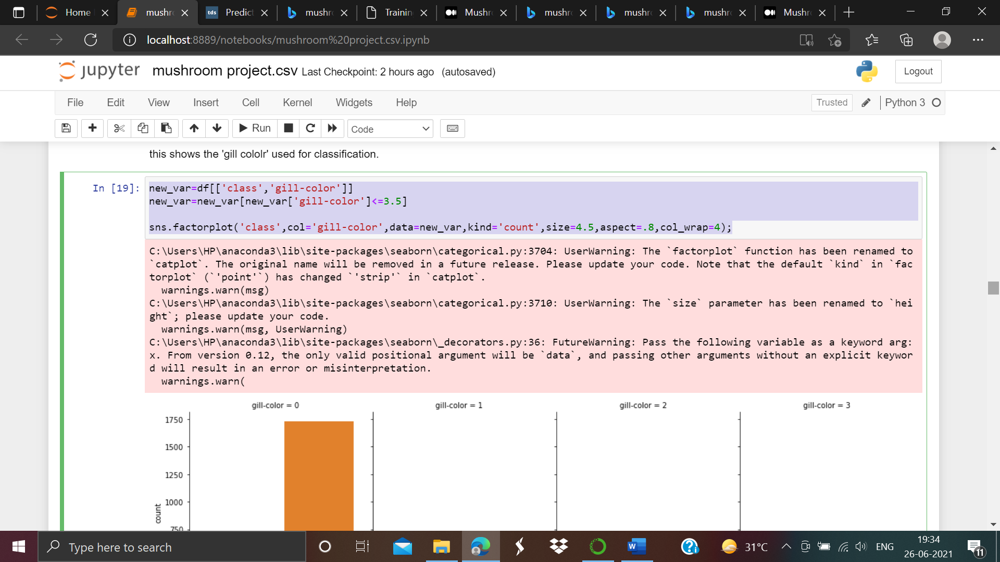 Home
mushr
tds Predict
mushr
Trainin
Mushr
mushr
mushr
mushr
Mushr
localhost:8889/notebooks/mushroom%20project.csv.ipynb
jupyter mushroom project.csv Last Checkpoint: 2 hours ago (autosaved)
Logout
File Edit View Insert Cell Kernel Widgets Help
Trusted Python 3
Run Code
this shows the 'gill cololr' used for classification.
In [19]: new_var=df[['class','gill-color']]
new_var=new_var[new_var['gill-color']<=3.5]
sns.factorplot('class',col='gill-color',data=new_var,kind='count',size=4.5,aspect=.8,col_wrap=4);
C:\Users\HP\anaconda3\lib\site-packages\seaborn\categorical.py:3704: UserWarning: The `factorplot` function has been renamed to
`catplot`. The original name will be removed in a future release. Please update your code. Note that the default `kind` in `fac
torplot` (`'point'`) has changed `'strip'` in `catplot`.
warnings.warn(msg)
C:\Users\HP\anaconda3\lib\site-packages\seaborn\categorical.py:3710: UserWarning: The `size` parameter has been renamed to `hei
ght`; please update your code.
warnings.warn(msg, UserWarning)
C:\Users\HP\anaconda3\lib\site-packages\seaborn\_decorators.py:36: FutureWarning: Pass the following variable as a keyword arg:
x. From version 0.12, the only valid positional argument will be `data`, and passing other arguments without an explicit keywor
d will result in an error or misinterpretation.
warnings.warn(
gill-color = 0 gill-color = 1 gill-color = 2 gill-color = 3
1750
1500
1250
1000
750
count
Type here to search
W
31°C
ENG
19:34
26-06-2021
11